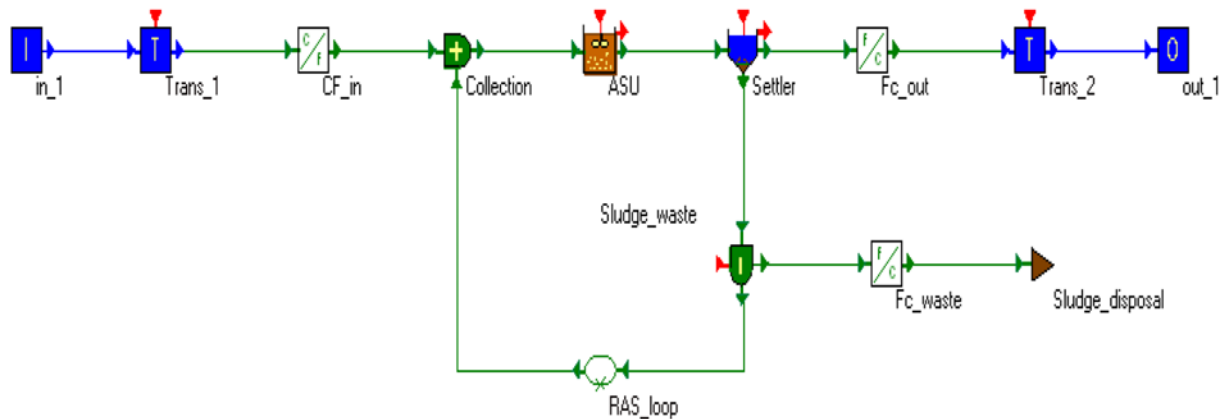 I
T
C/F
+
F/C
T
O
in_1
Trans_1
CF_in
Collection
ASU
Settler
Fc_out
Trans_2
out_1
Sludge_waste
I
F/C
Fc_waste
Sludge_disposal
RAS_loop